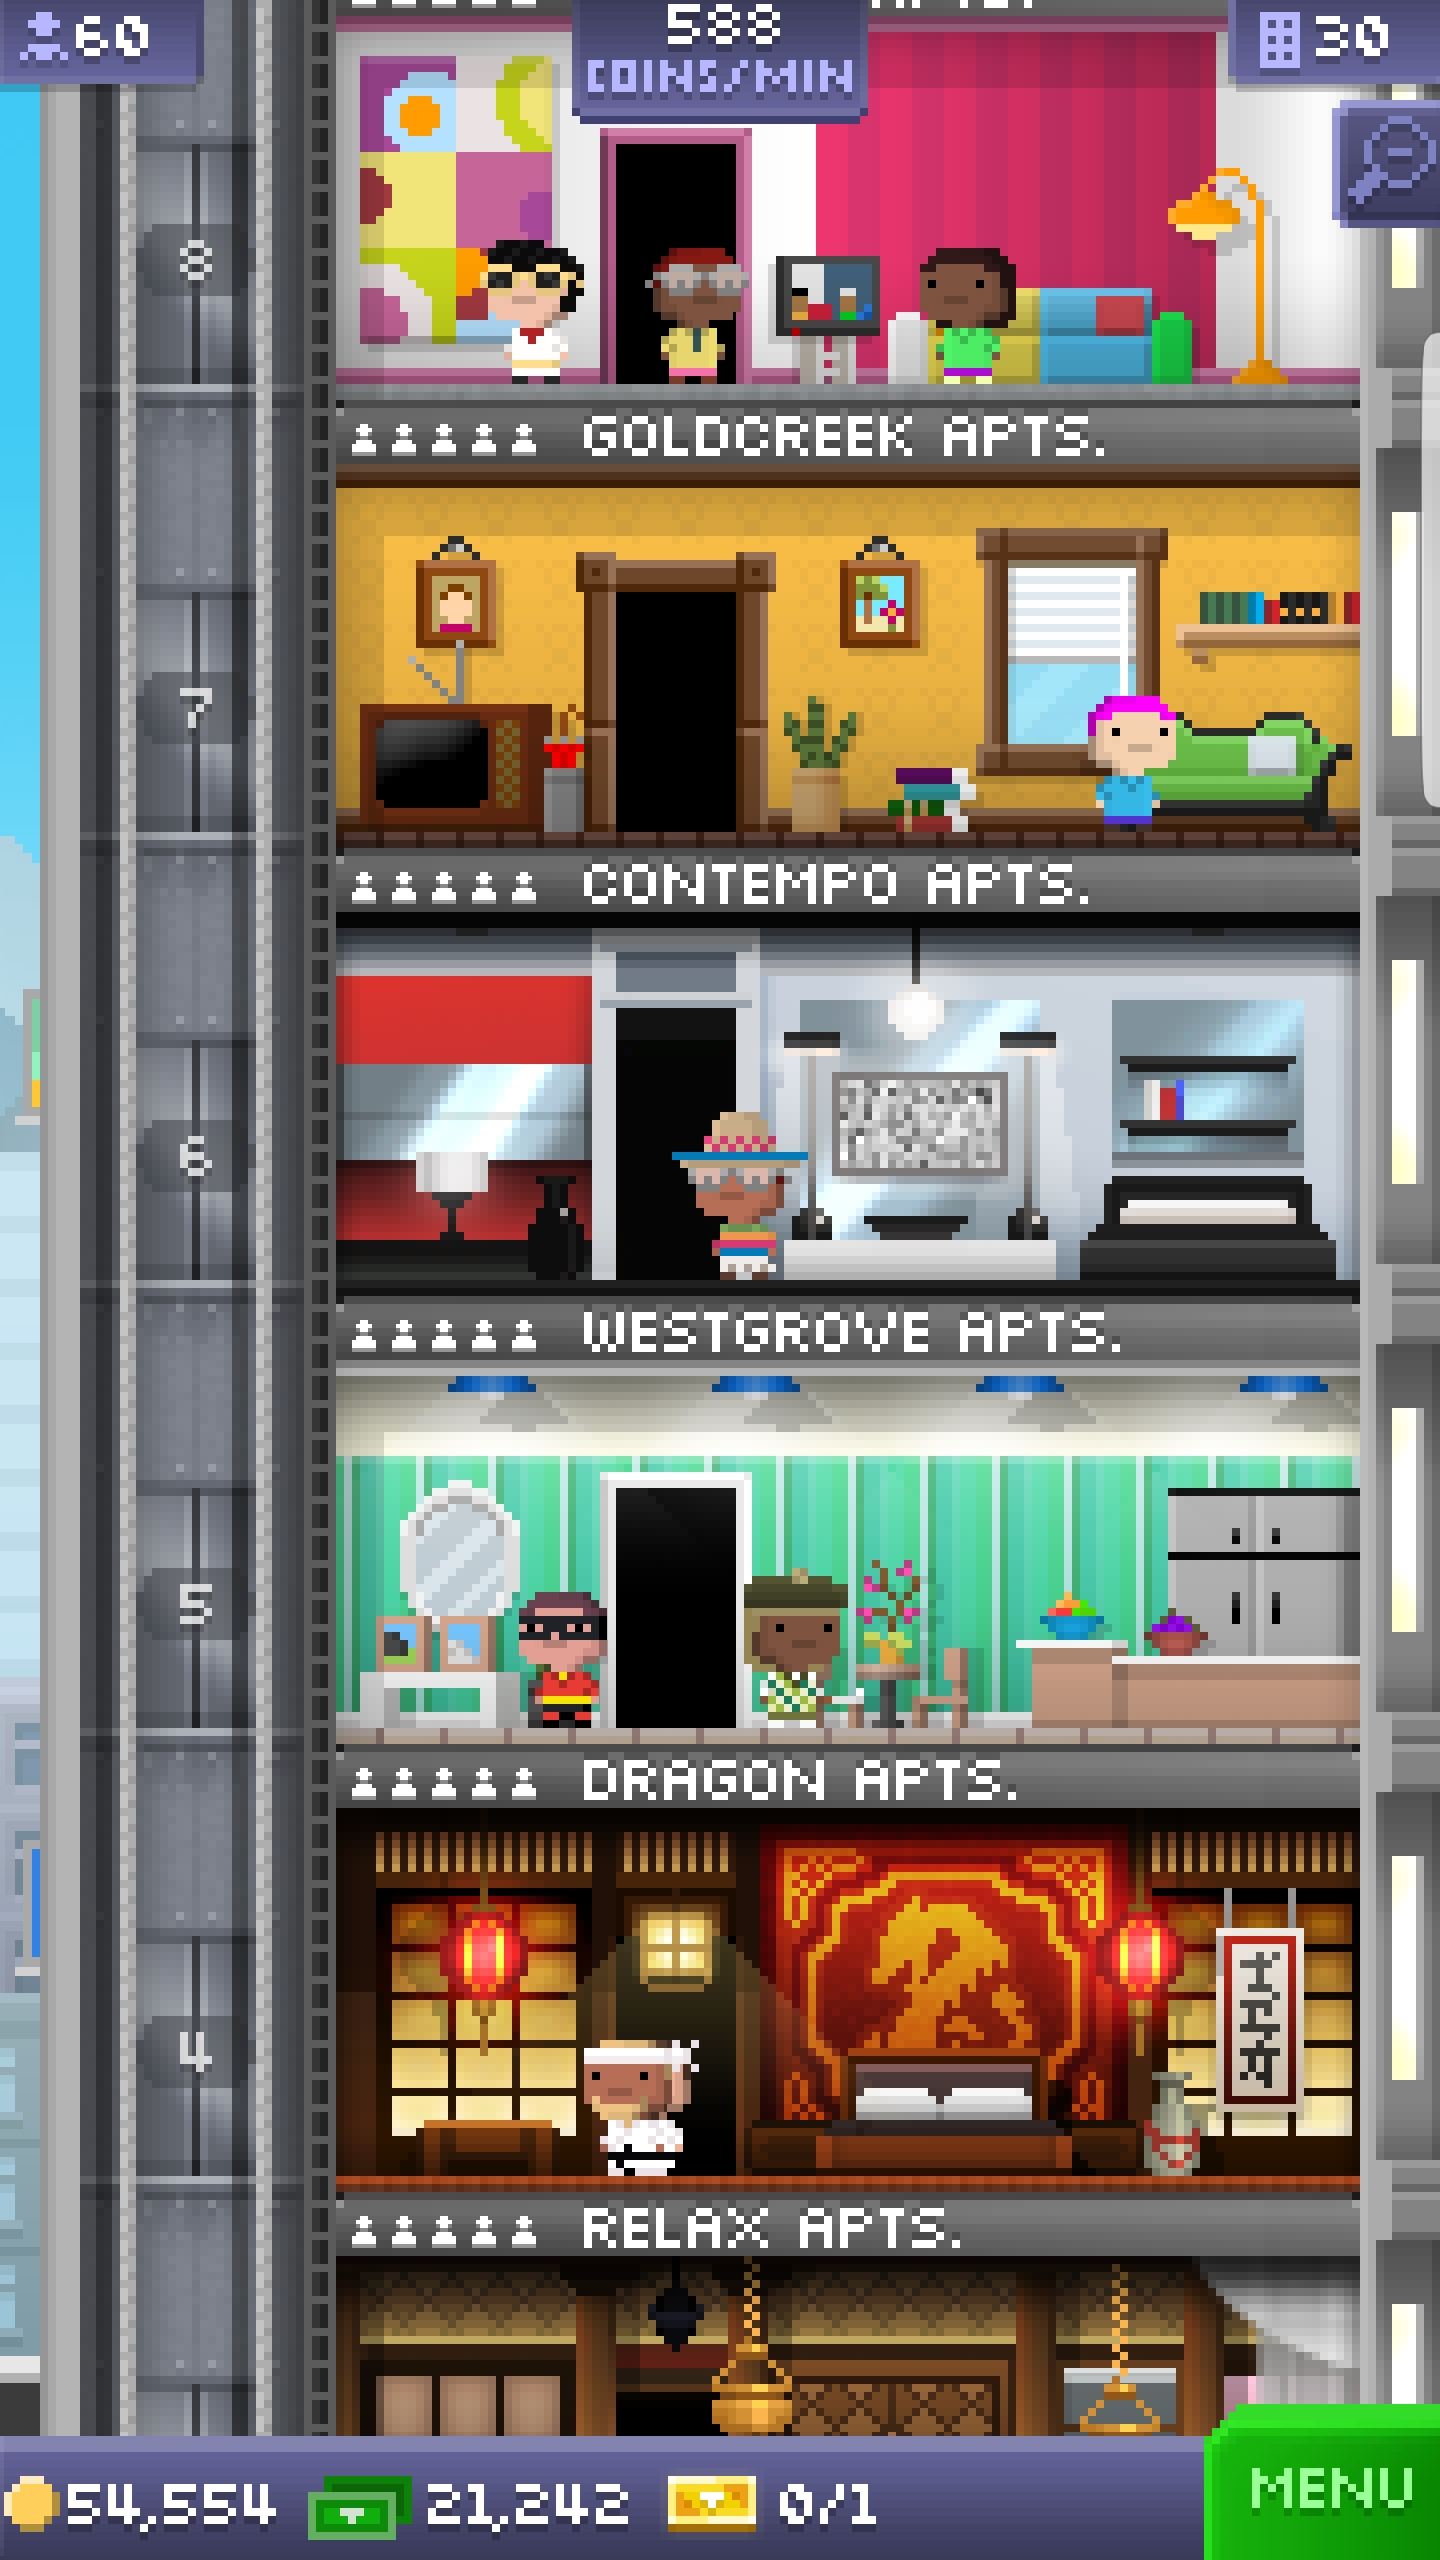 60
588
COINS/MIN
30
8
GOLDCREEK APTS.
7
CONTEMPO APTS.
6
WESTGROVE APTS.
5
DRAGON APTS.
4
RELAX APTS.
54,554
21,242
0/1
MENU